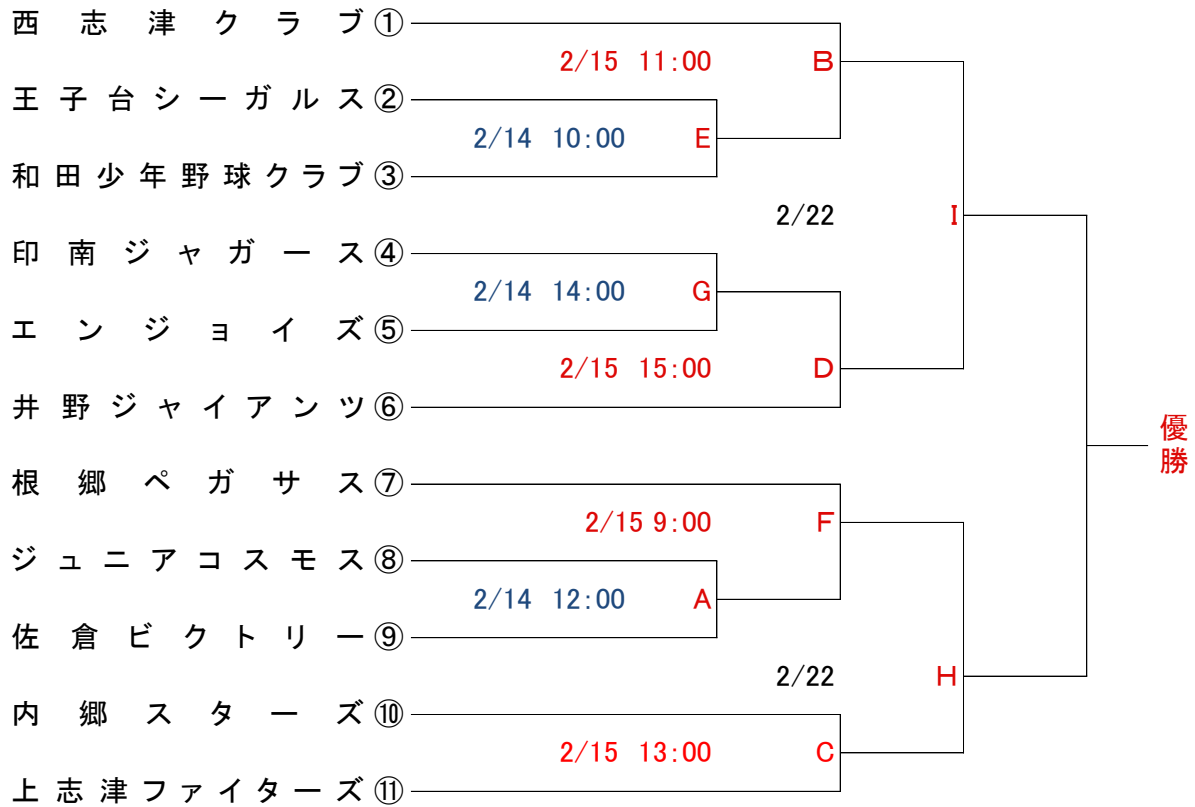 西志津クラブ①
2/15 11:00 B
王子台シーガルス②
2/14 10:00 E
和田少年野球クラブ③
2/22 I
印南ジャガース④
2/14 14:00 G
エンジョイズ⑤
2/15 15:00 D
井野ジャイアンツ⑥
優勝
根郷ペガサス⑦
2/15 9:00 F
ジュニアコスモス⑧
2/14 12:00 A
佐倉ビクトリー⑨
2/22 H
内郷スターズ⑩
2/15 13:00 C
上志津ファイターズ⑪